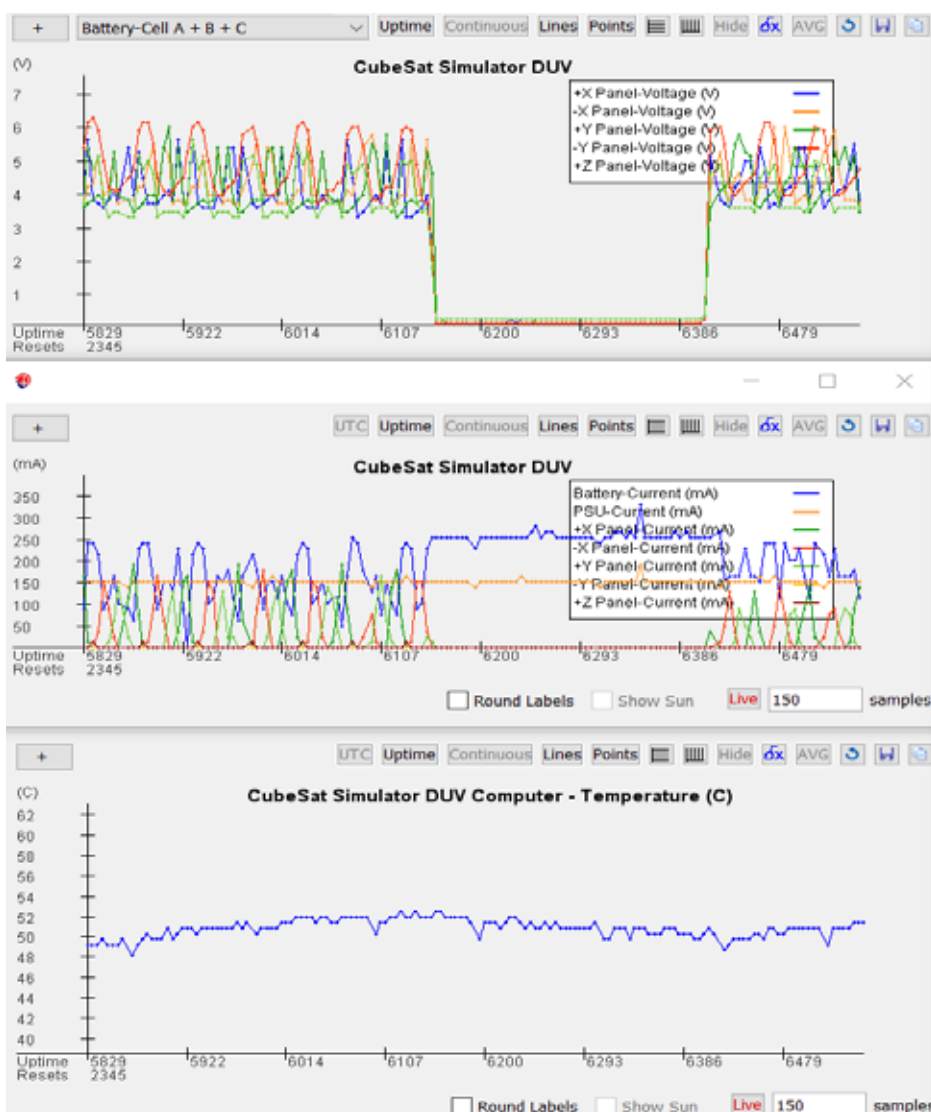 + Battery-Cell A + B + C Uptime Continuous Lines Points Hide AVG
(V) CubeSat Simulator DUV
+X Panel-Voltage (V)
-X Panel-Voltage (V)
+Y Panel-Voltage (V)
-Y Panel-Voltage (V)
+Z Panel-Voltage (V)
7
6
5
4
3
2
1
Uptime 5829 5922 6014 6107 6200 6293 6386 6479
Resets 2345
+ UTC Uptime Continuous Lines Points Hide AVG
(mA) CubeSat Simulator DUV
Battery-Current (mA)
PSU-Current (mA)
+X Panel-Current (mA)
-X Panel-Current (mA)
+Y Panel-Current (mA)
-Y Panel-Current (mA)
+Z Panel-Current (mA)
350
300
250
200
150
100
50
Uptime 5829 5922 6014 6107 6200 6293 6386 6479
Resets 2345
Round Labels Show Sun Live 150 samples
+ UTC Uptime Continuous Lines Points Hide AVG
(C) CubeSat Simulator DUV Computer - Temperature (C)
62
60
58
56
54
52
50
48
46
44
42
40
Uptime 5829 5922 6014 6107 6200 6293 6386 6479
Resets 2345
Round Labels Show Sun Live 150 samples